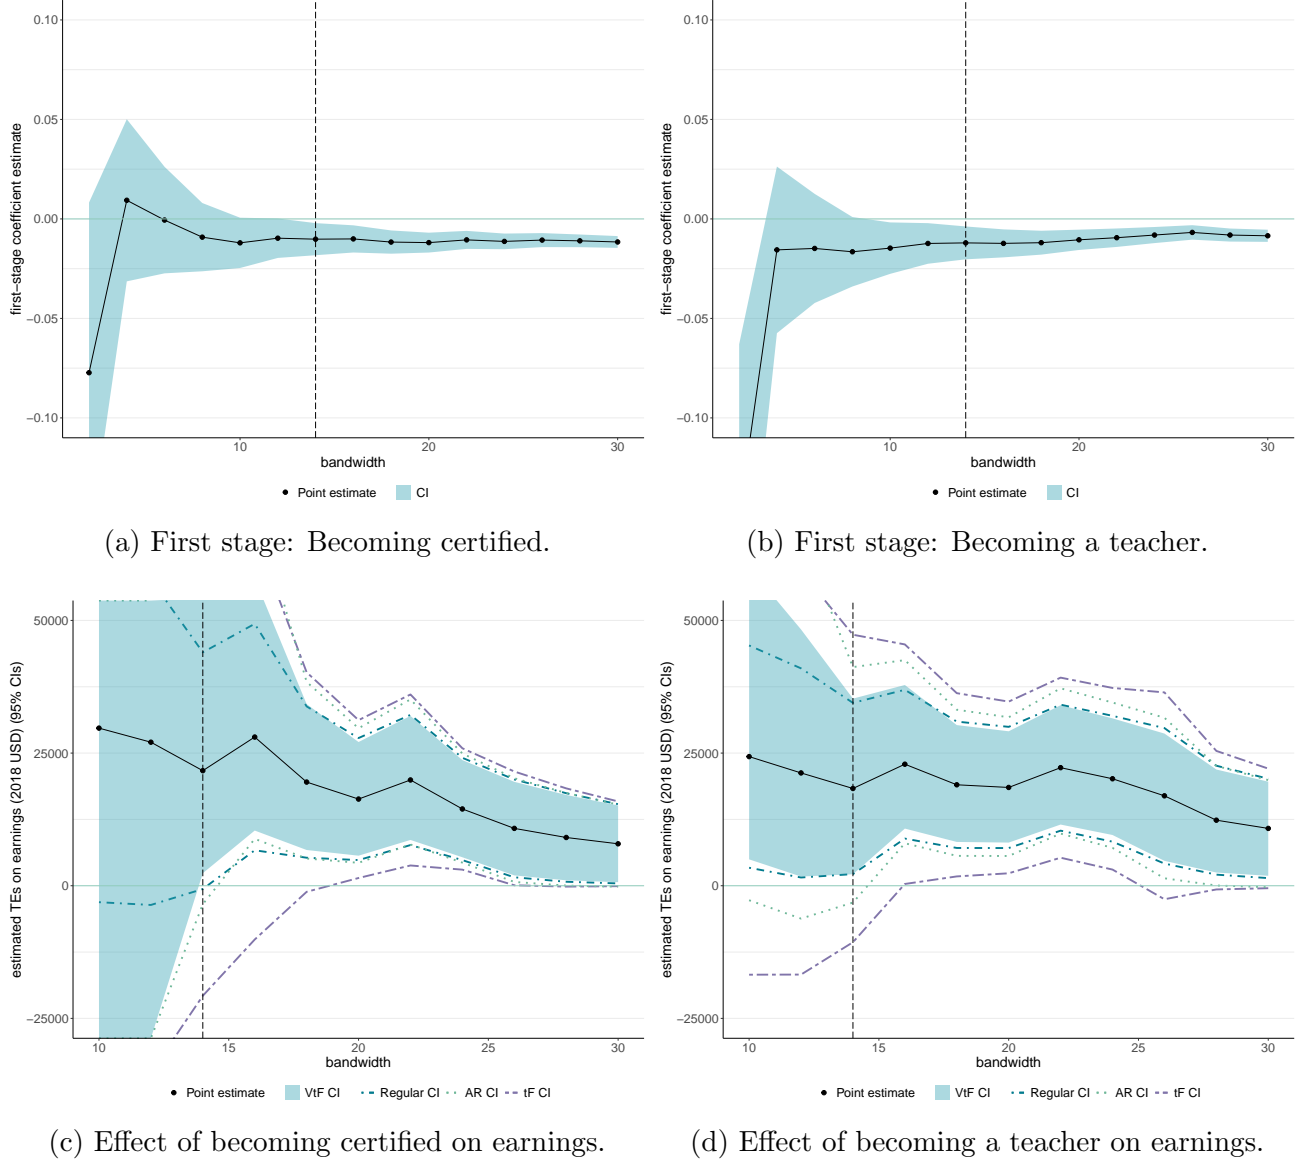 0.10
0.05
0.00
−0.05
−0.10
first−stage coefficient estimate
10
20
30
bandwidth
Point estimate
CI
(a) First stage: Becoming certified.
0.10
0.05
0.00
−0.05
−0.10
first−stage coefficient estimate
10
20
30
bandwidth
Point estimate
CI
(b) First stage: Becoming a teacher.
50000
25000
0
−25000
estimated TEs on earnings (2018 USD) (95% CIs)
10
15
20
25
30
bandwidth
Point estimate
VtF CI
Regular CI
AR CI
tF CI
(c) Effect of becoming certified on earnings.
50000
25000
0
−25000
estimated TEs on earnings (2018 USD) (95% CIs)
10
15
20
25
30
bandwidth
Point estimate
VtF CI
Regular CI
AR CI
tF CI
(d) Effect of becoming a teacher on earnings.